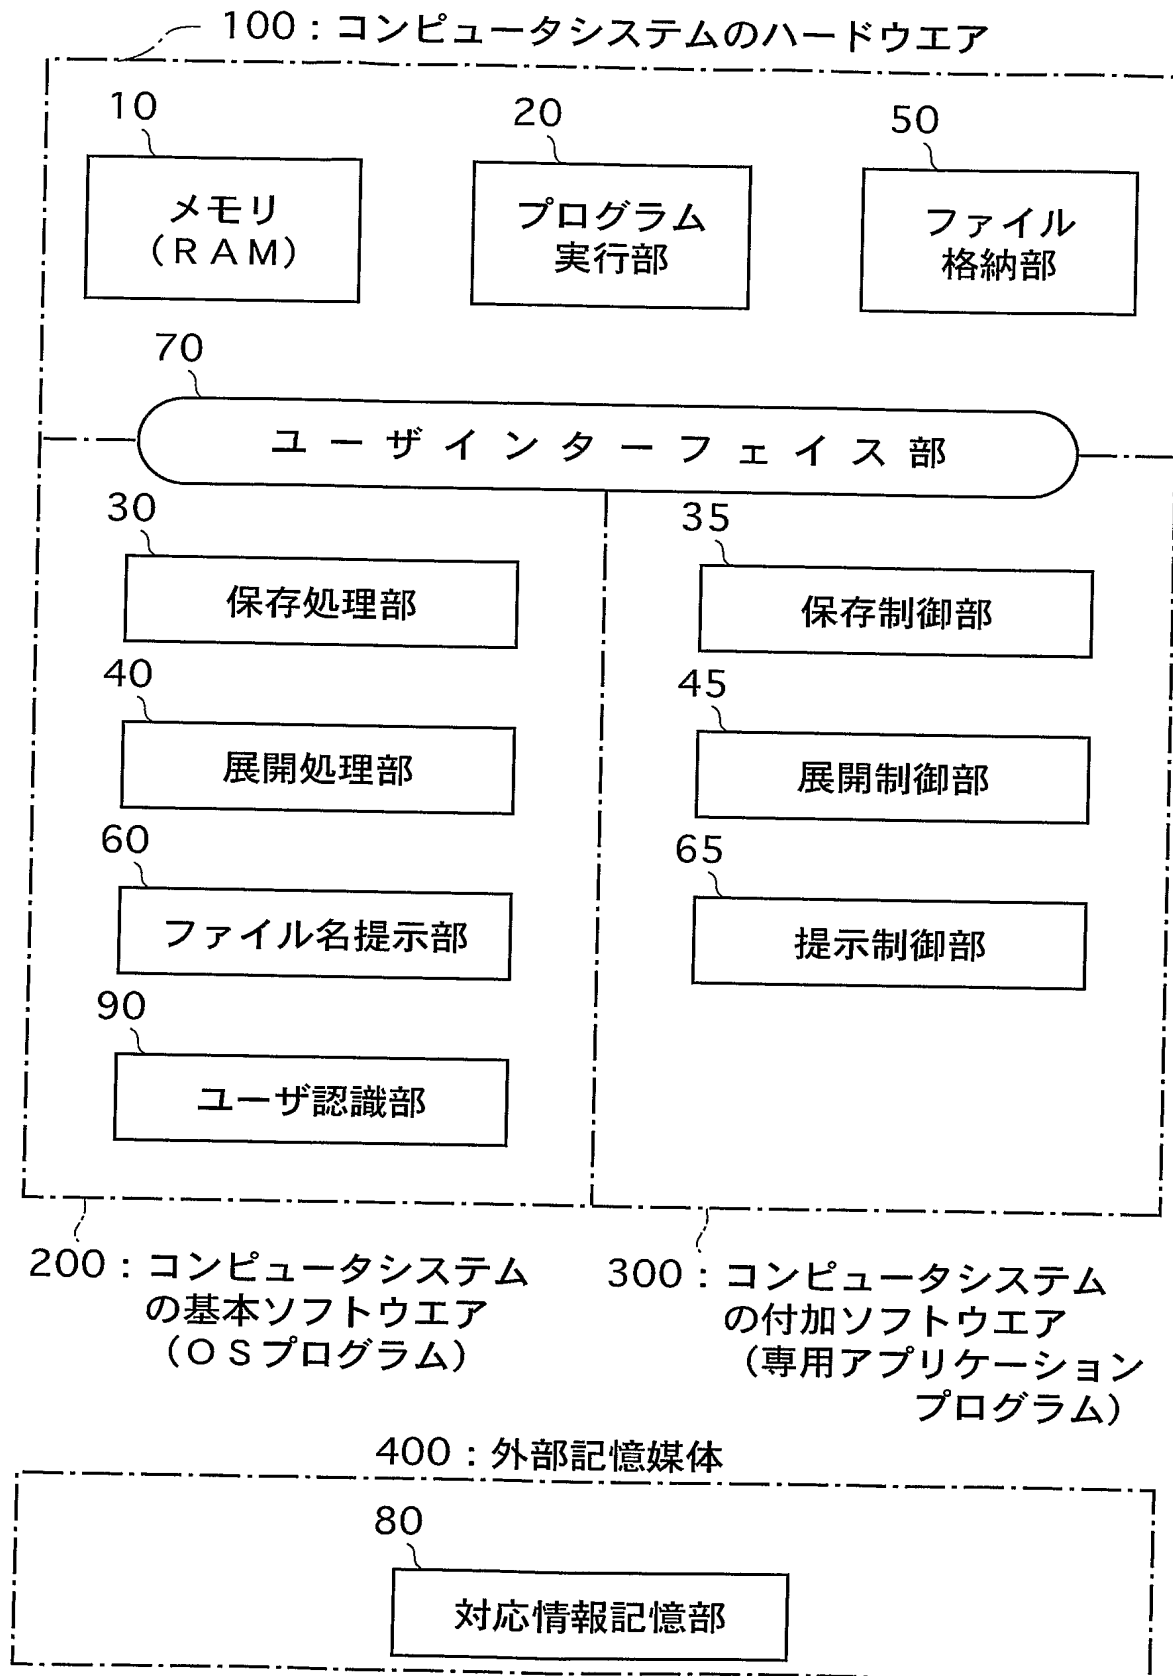 100：コンピュータシステムのハードウエア
10
20
50
メモリ
（ＲＡＭ）
プログラム
実行部
ファイル
格納部
70
ユーザインターフェイス部
30
35
保存処理部
保存制御部
40
45
展開処理部
展開制御部
60
65
ファイル名提示部
提示制御部
90
ユーザ認識部
200：コンピュータシステム
の基本ソフトウエア
（ＯＳプログラム）
300：コンピュータシステム
の付加ソフトウエア
（専用アプリケーション
プログラム）
400：外部記憶媒体
80
対応情報記憶部